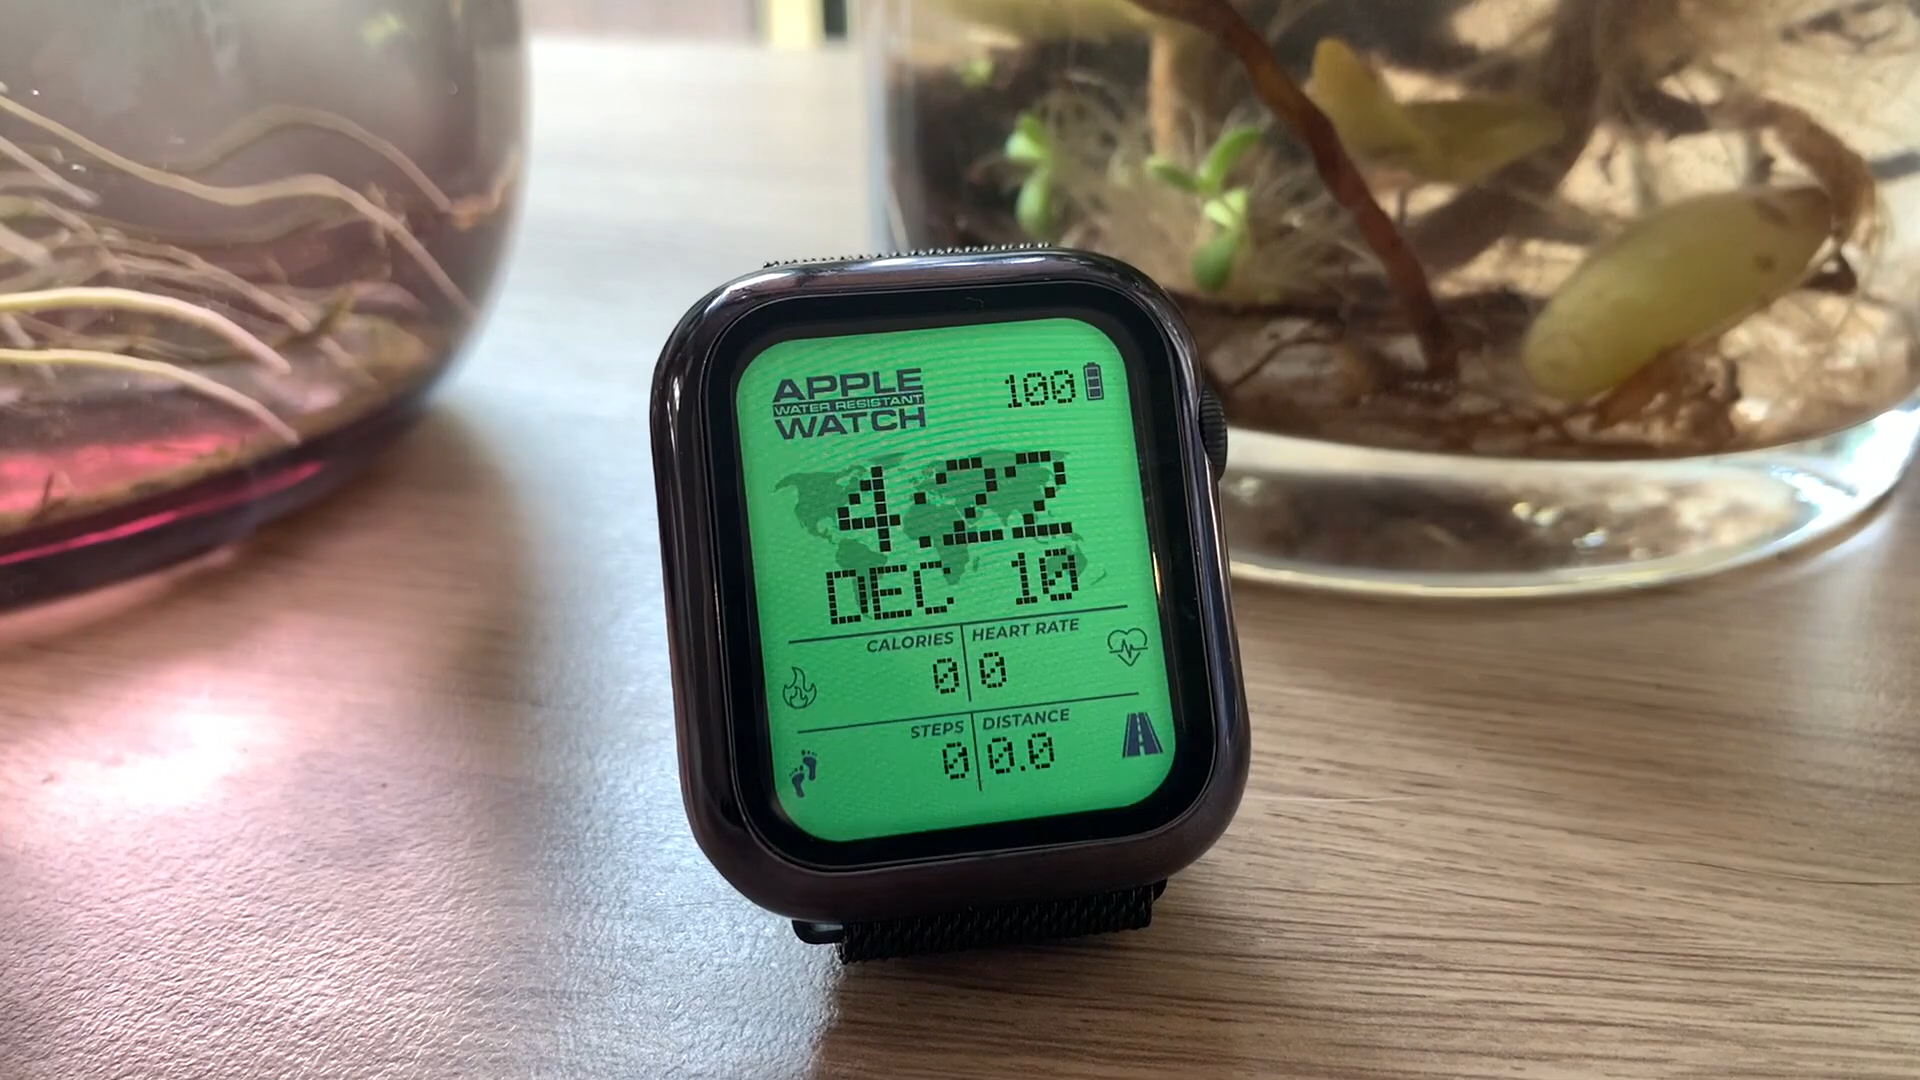 APPLE
WATER RESISTANT
WATCH
100
4:22
DEC 10
CALORIES
0
HEART RATE
0
STEPS
0
DISTANCE
0.0